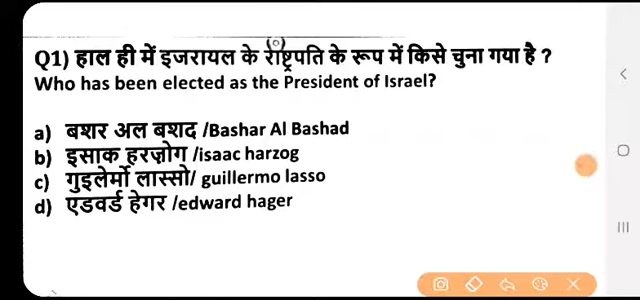 Q1) हाल ही में इजरायल के राष्ट्रपति के रूप में किसे चुना गया है ?
Who has been elected as the President of Israel?
a) बशर अल बशद /Bashar Al Bashad
b) इसाक हरज़ोग /isaac harzog
c) गुइलेर्मो लास्सो/ guillermo lasso
d) एडवर्ड हेगर /edward hager